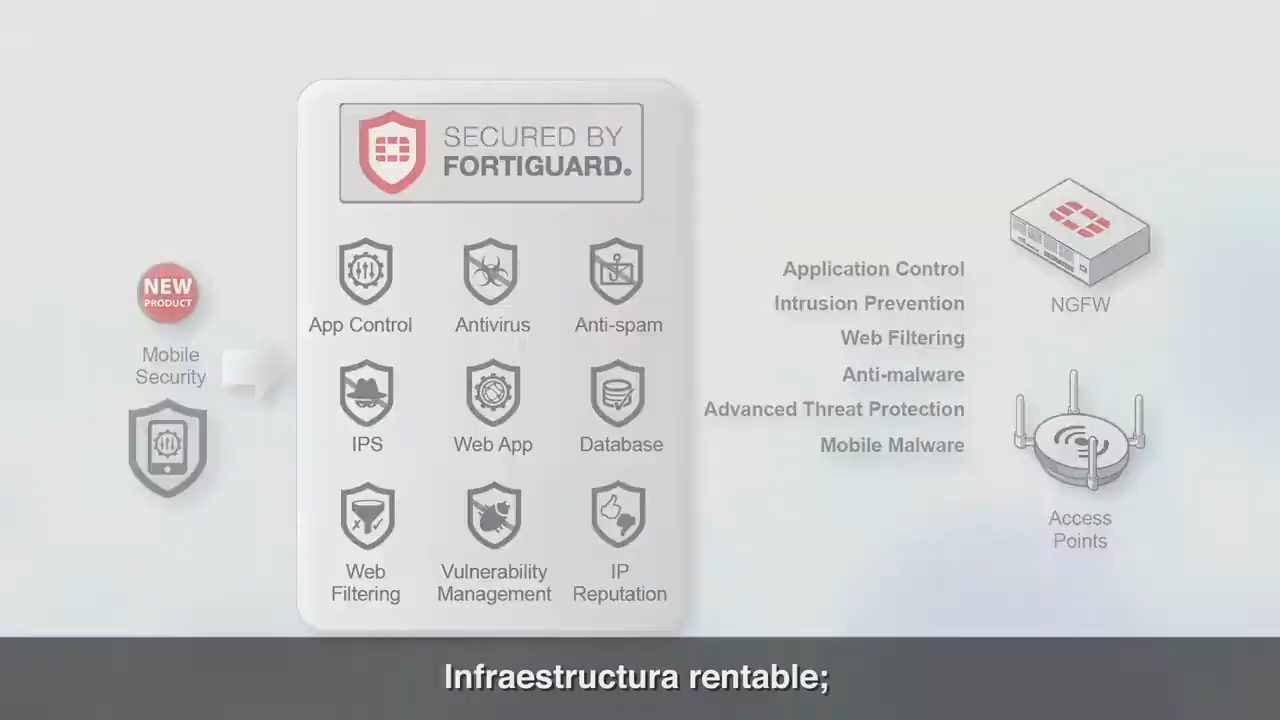 SECURED BY
FORTIGUARD®
NEW
PRODUCT
Mobile
Security
App Control
Antivirus
Anti-spam
IPS
Web App
Database
Web
Filtering
Vulnerability
Management
IP
Reputation
Application Control
Intrusion Prevention
Web Filtering
Anti-malware
Advanced Threat Protection
Mobile Malware
NGFW
Access
Points
Infraestructura rentable;